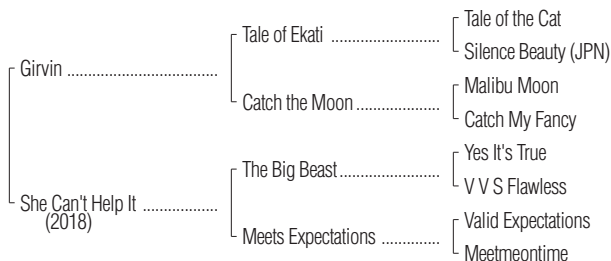 Tale of the Cat
Tale of Ekati ..........................
Silence Beauty (JPN)
Girvin ....................................
Malibu Moon
Catch the Moon ....................
Catch My Fancy
Yes It's True
The Big Beast ........................
V V S Flawless
She Can't Help It ..................
(2018)
Valid Expectations
Meets Expectations ..............
Meetmeontime